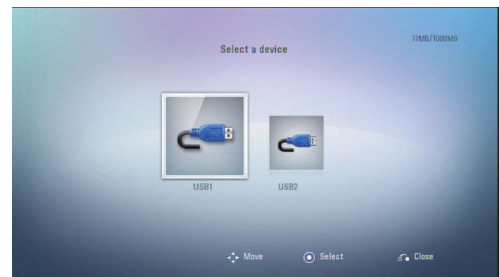 17MB/1000MB
Select a device
USB1
USB2
Move
Select
Close